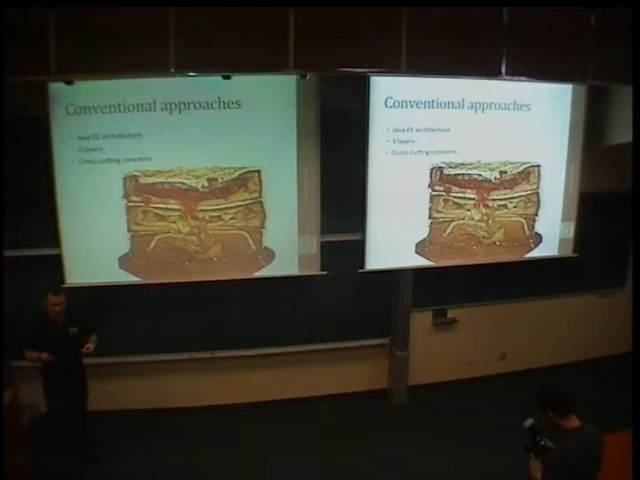 Conventional approaches
Java EE architecture
3 layers
Cross-cutting concerns
Conventional approaches
Java EE architecture
3 layers
Cross-cutting concerns